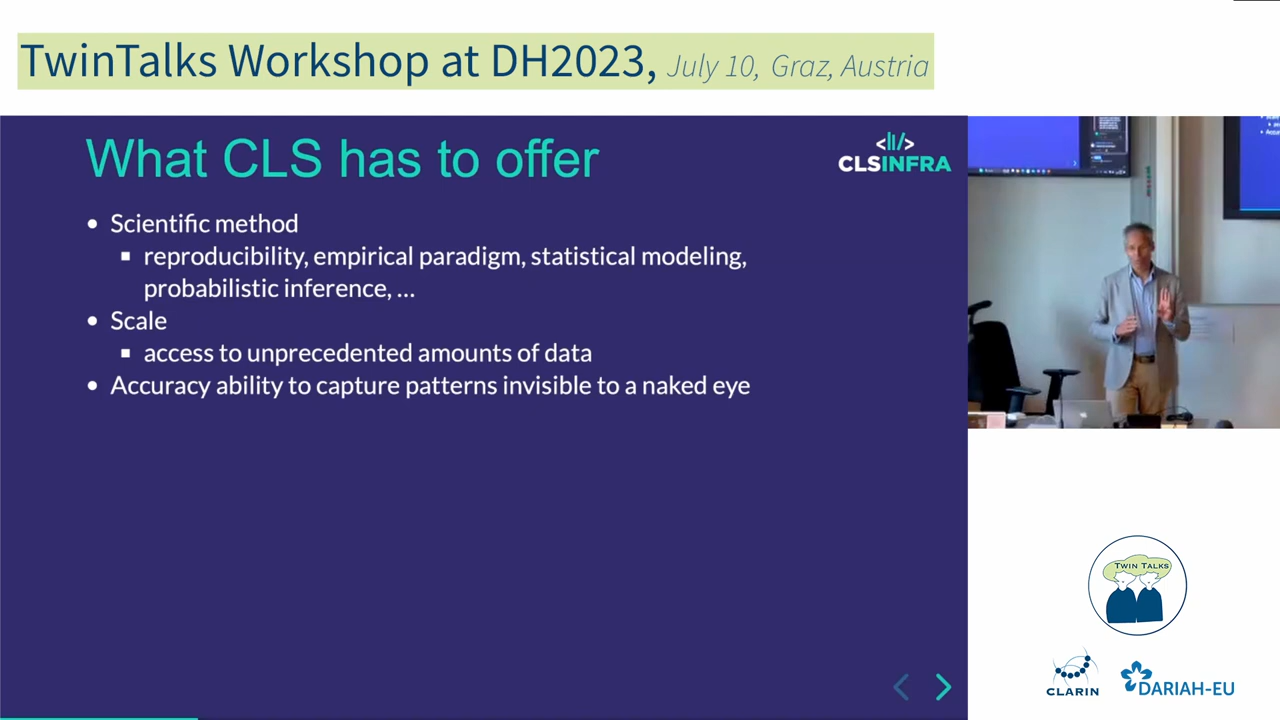 TwinTalks Workshop at DH2023, July 10, Graz, Austria
What CLS has to offer
</>
CLSINFRA
• Scientific method
▪ reproducibility, empirical paradigm, statistical modeling,
probabilistic inference, ...
• Scale
▪ access to unprecedented amounts of data
• Accuracy ability to capture patterns invisible to a naked eye
TWIN TALKS
CLARIN
DARIAH-EU